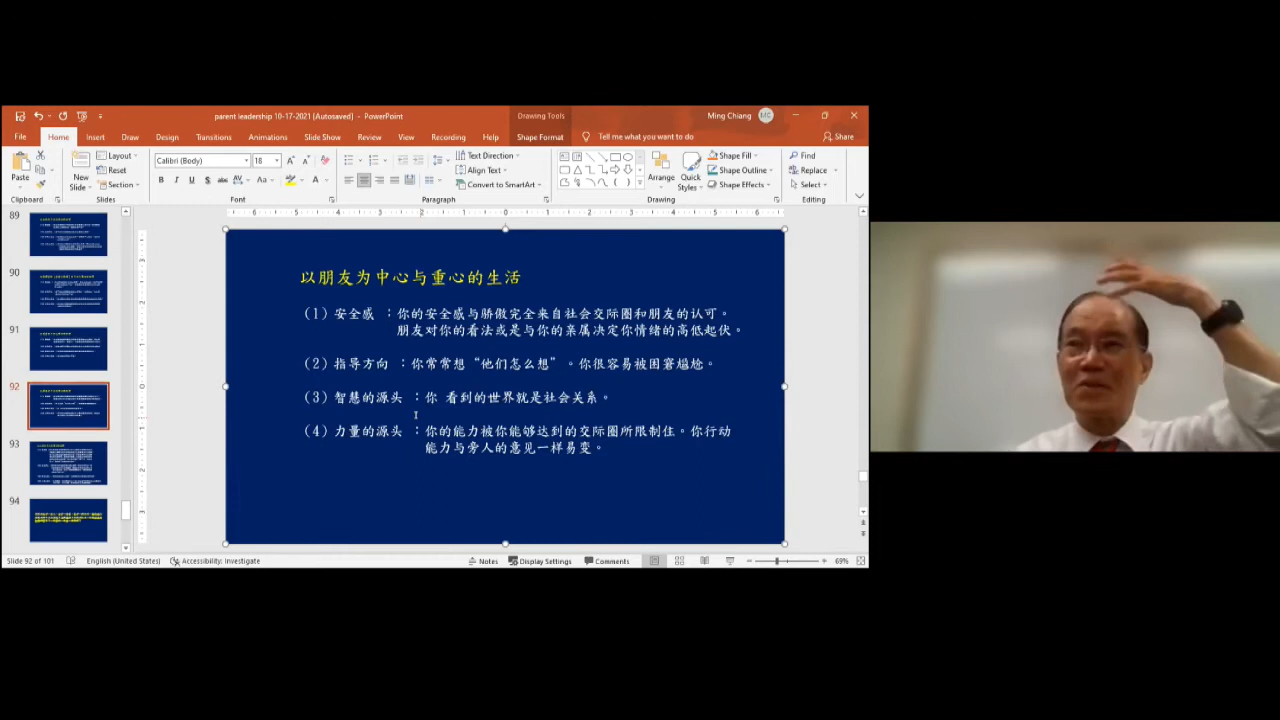 parent leadership 10-17-2021 [Autosaved] - PowerPoint
Drawing Tools
Ming Chiang
MC
File
Home
Insert
Draw
Design
Transitions
Animations
Slide Show
Review
View
Recording
Help
Shape Format
Tell me what you want to do
Share
Paste
Clipboard
New
Slide
Layout
Reset
Section
Slides
Calibri (Body)
18
Font
Text Direction
Align Text
Convert to SmartArt
Paragraph
Arrange
Quick
Styles
Shape Fill
Shape Outline
Shape Effects
Drawing
Find
Replace
Select
Editing
89
90
91
92
93
94
以朋友为中心与重心的生活
(1) 安全感 ：你的安全感与骄傲完全来自社会交际圈和朋友的认可。
朋友对你的看法或是与你的亲属决定你情绪的高低起伏。
(2) 指导方向 ：你常常想“他们怎么想”。你很容易被困窘尴尬。
(3) 智慧的源头 ：你 看到的世界就是社会关系。
(4) 力量的源头 ：你的能力被你能够达到的交际圈所限制住。你行动
能力与旁人的意见一样易变。
Slide 92 of 101
English (United States)
Accessibility: Investigate
Notes
Display Settings
Comments
69%